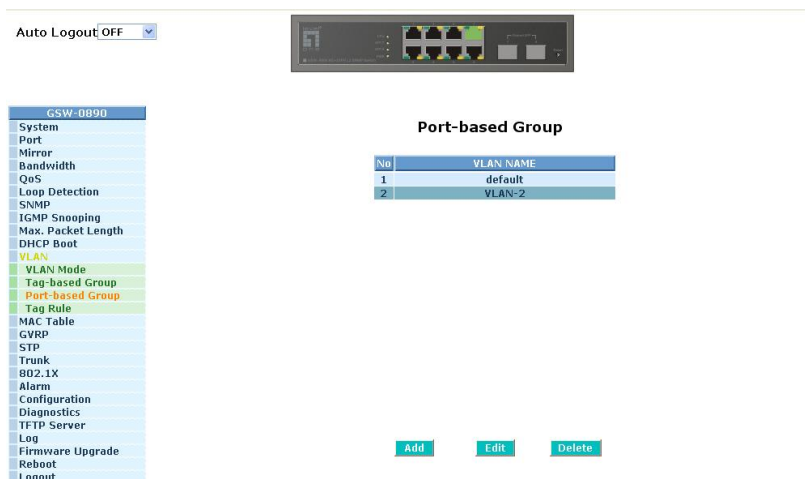 Auto Logout OFF
GSW-0890
System
Port
Mirror
Bandwidth
QoS
Loop Detection
SNMP
IGMP Snooping
Max. Packet Length
DHCP Boot
VLAN
VLAN Mode
Tag-based Group
Port-based Group
Tag Rule
MAC Table
GVRP
STP
Trunk
802.1X
Alarm
Configuration
Diagnostics
TFTP Server
Log
Firmware Upgrade
Reboot
Logout
Port-based Group
No VLAN NAME
1 default
2 VLAN-2
Add Edit Delete